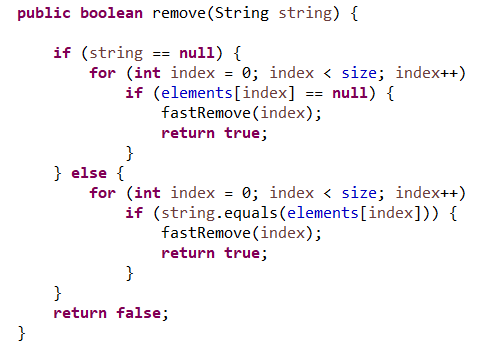 public boolean remove(String string) {
if (string == null) {
for (int index = 0; index < size; index++)
if (elements[index] == null) {
fastRemove(index);
return true;
}
} else {
for (int index = 0; index < size; index++)
if (string.equals(elements[index])) {
fastRemove(index);
return true;
}
}
return false;
}